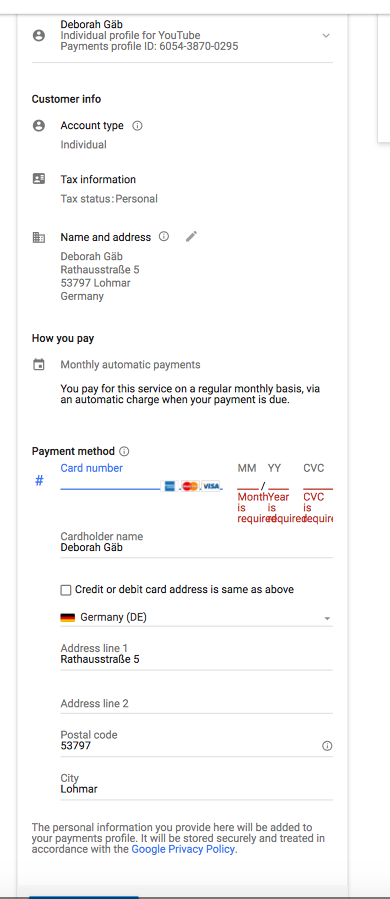 Deborah Gäb
Individual profile for YouTube
Payments profile ID: 6054-3870-0295
Customer info
Account type
Individual
Tax information
Tax status: Personal
Name and address
Deborah Gäb
Rathausstraße 5
53797 Lohmar
Germany
How you pay
Monthly automatic payments
You pay for this service on a regular monthly basis, via
an automatic charge when your payment is due.
Payment method
Card number
MM YY CVC
#
VISA
/
Month is required
Year is required
CVC is require
Cardholder name
Deborah Gäb
Credit or debit card address is same as above
Germany (DE)
Address line 1
Rathausstraße 5
Address line 2
Postal code
53797
City
Lohmar
The personal information you provide here will be added to
your payments profile. It will be stored securely and treated in
accordance with the Google Privacy Policy.